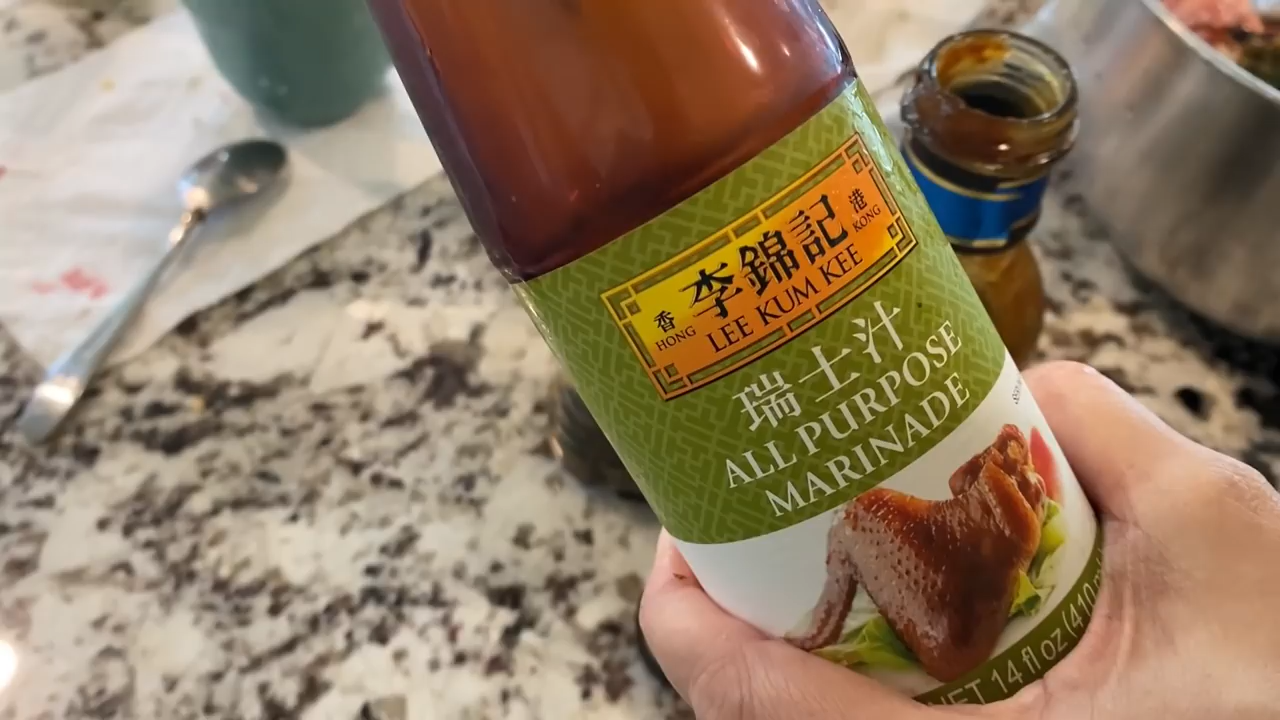 香 李錦記 港
HONG LEE KUM KEE KONG
瑞士汁
ALL PURPOSE
MARINADE
NET 14 fl oz (410